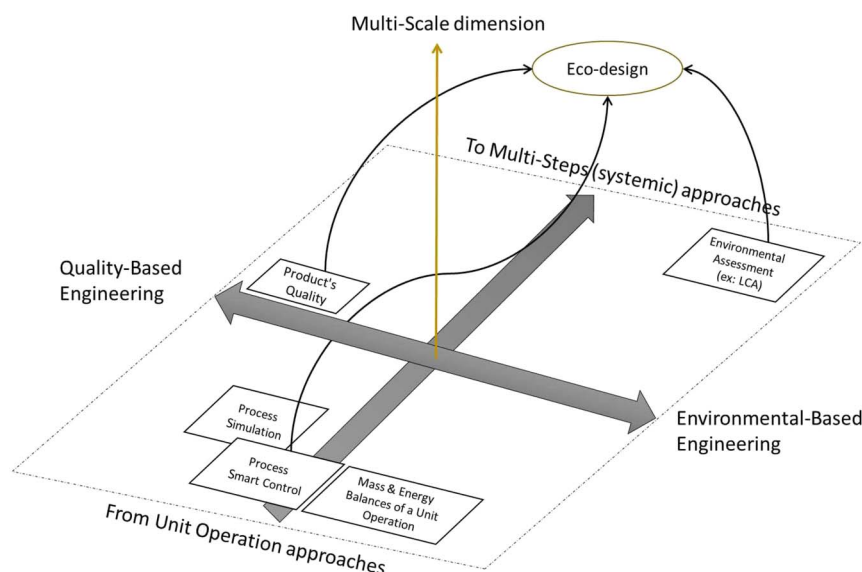 Multi-Scale dimension
Eco-design
To Multi-Steps (systemic) approaches
Environmental
Assessment
(ex: LCA)
Quality-Based
Engineering
Product's
Quality
Process
Simulation
Environmental-Based
Engineering
Process
Smart Control
Mass & Energy
Balances of a Unit
Operation
From Unit Operation approaches